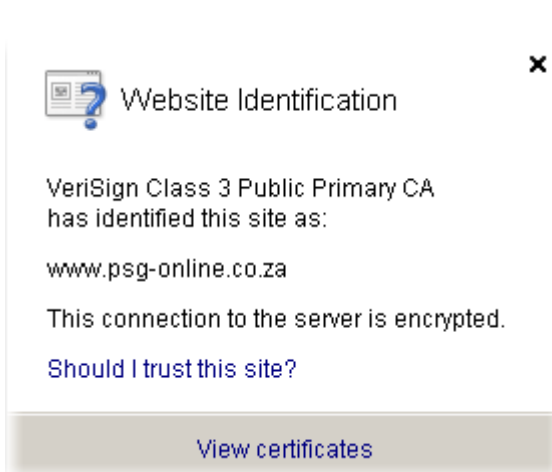 Website Identification
VeriSign Class 3 Public Primary CA
has identified this site as:
www.psg-online.co.za
This connection to the server is encrypted.
Should I trust this site?
View certificates